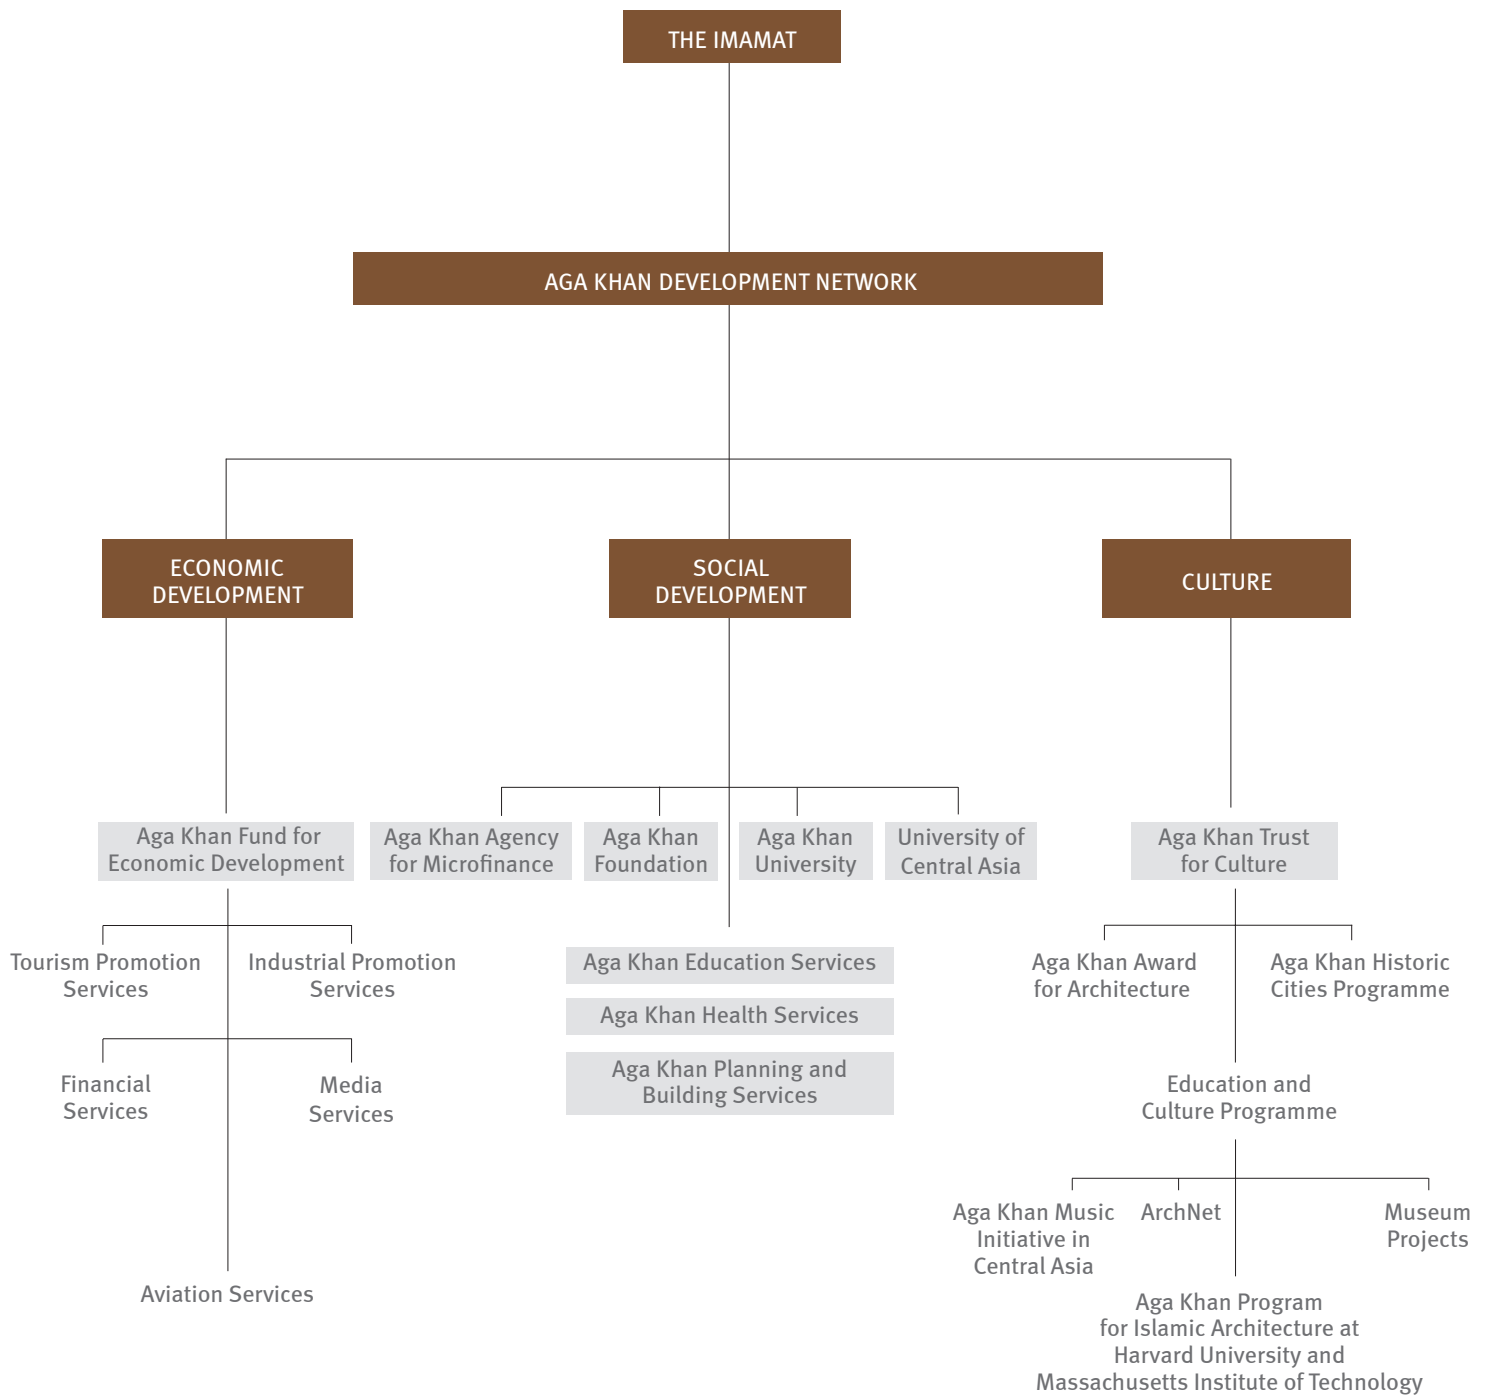 THE IMAMAT
AGA KHAN DEVELOPMENT NETWORK
ECONOMIC
DEVELOPMENT
SOCIAL
DEVELOPMENT
CULTURE
Aga Khan Fund for
Economic Development
Aga Khan Agency
for Microfinance
Aga Khan
Foundation
Aga Khan
University
University of
Central Asia
Aga Khan Trust
for Culture
Tourism Promotion
Services
Industrial Promotion
Services
Financial
Services
Media
Services
Aviation Services
Aga Khan Education Services
Aga Khan Health Services
Aga Khan Planning and
Building Services
Aga Khan Award
for Architecture
Aga Khan Historic
Cities Programme
Education and
Culture Programme
Aga Khan Music
Initiative in
Central Asia
ArchNet
Museum
Projects
Aga Khan Program
for Islamic Architecture at
Harvard University and
Massachusetts Institute of Technology